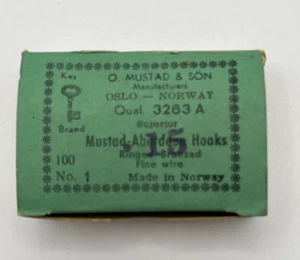 Key
Brand
O. MUSTAD & SÖN
Manufacturers
OSLO — NORWAY
Qual. 3263 A
Superior
Mustad-Aberdeen Hooks
15
Ringed Bronzed
Fine wire
100
No. 1
Made in Norway